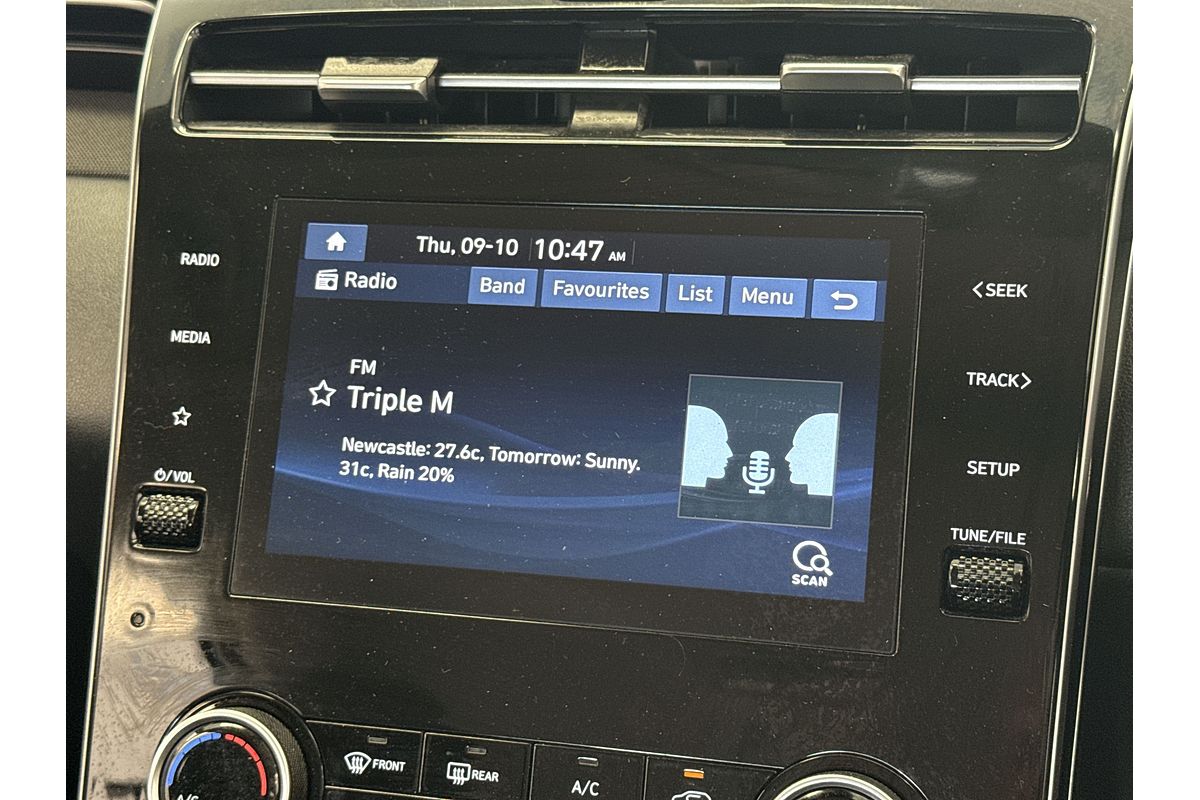 Thu, 09-10 10:47 AM
Radio Band Favourites List Menu
FM
Triple M
Newcastle: 27.6c, Tomorrow: Sunny.
31c, Rain 20%
SCAN
RADIO
MEDIA
/VOL
<SEEK
TRACK>
SETUP
TUNE/FILE
FRONT
REAR
A/C
A/C